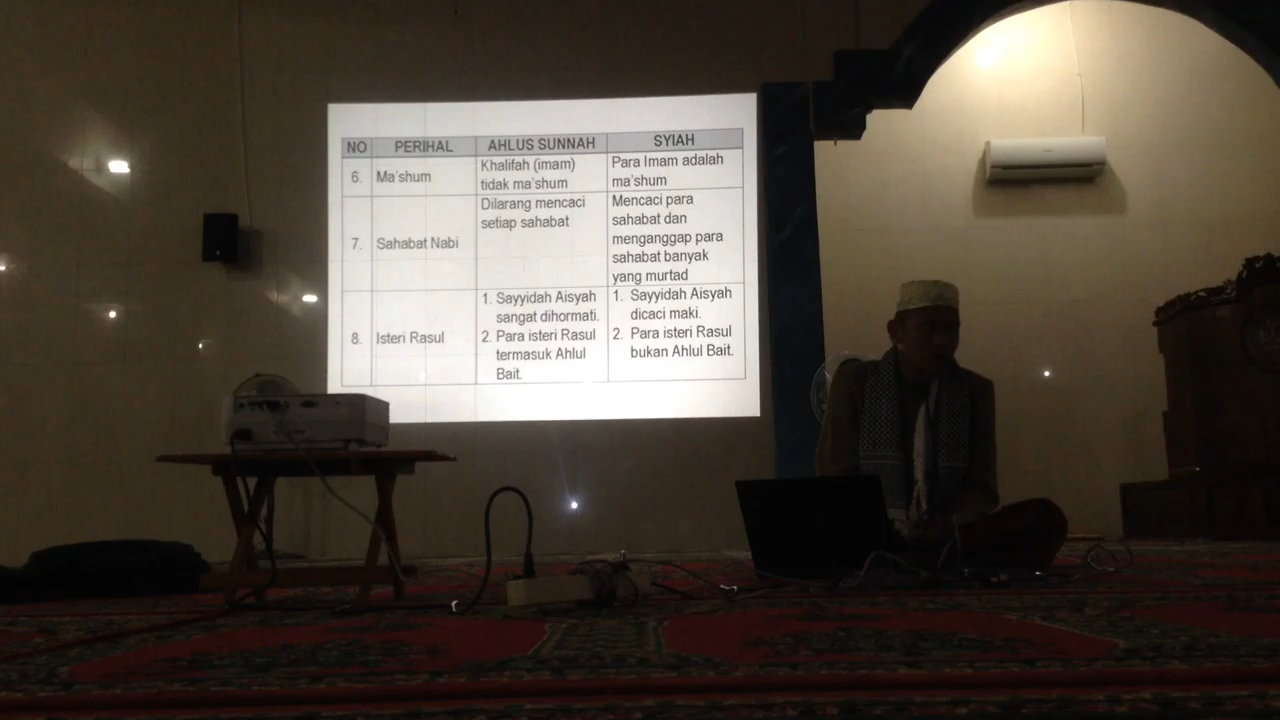 NO PERIHAL AHLUS SUNNAH SYIAH
6. Ma'shum
Khalifah (imam)
tidak ma'shum
Para Imam adalah
ma'shum
7. Sahabat Nabi
Dilarang mencaci
setiap sahabat
Mencaci para
sahabat dan
menganggap para
sahabat banyak
yang murtad
8. Isteri Rasul
1. Sayyidah Aisyah
sangat dihormati.
2. Para isteri Rasul
termasuk Ahlul
Bait.
1. Sayyidah Aisyah
dicaci maki.
2. Para isteri Rasul
bukan Ahlul Bait.